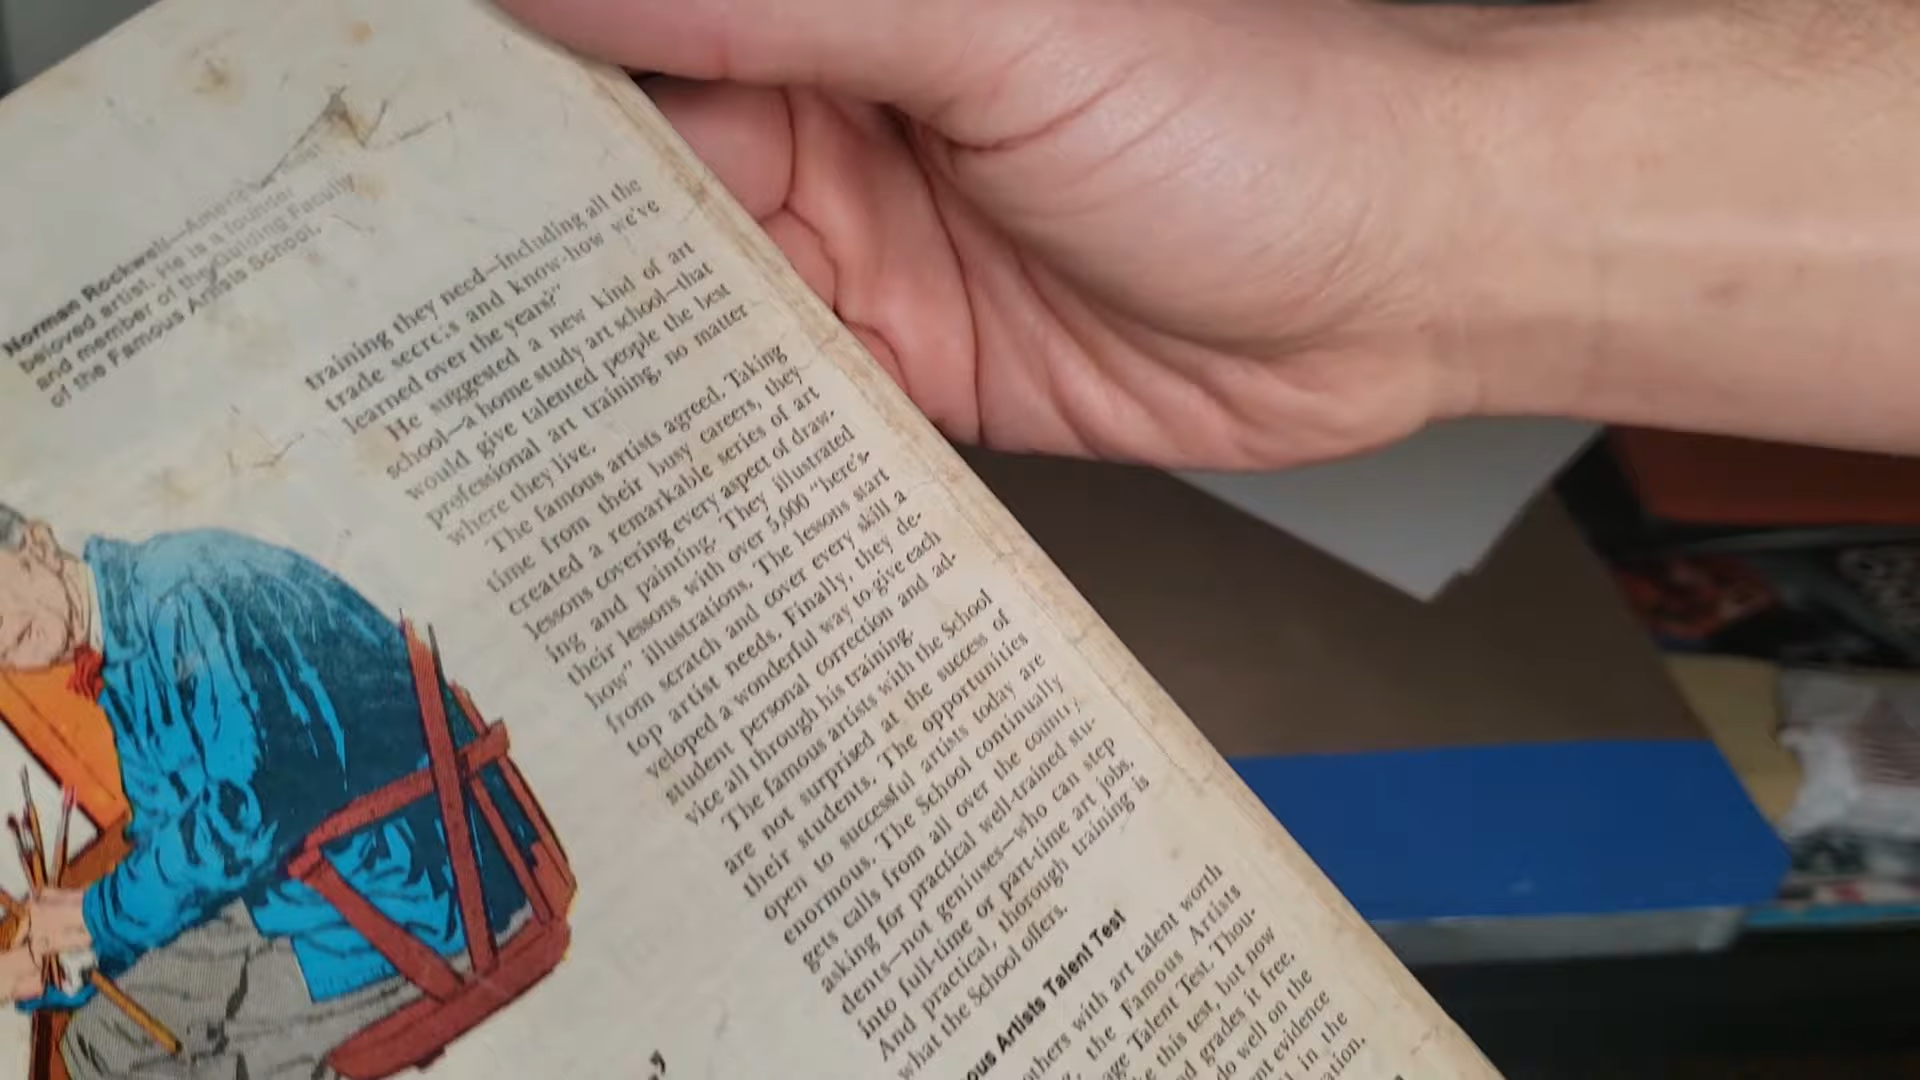 Norman Rockwell—America's most
beloved artist. He is a founder
and member of the Guiding Faculty
of the Famous Artists School.
training they need—including all the
trade secrets and know-how we've
learned over the years?"
He suggested a new kind of art
school—a home study art school—that
would give talented people the best
professional art training, no matter
where they live.
The famous artists agreed. Taking
time from their busy careers, they
created a remarkable series of art
lessons covering every aspect of draw-
ing and painting. They illustrated
their lessons with over 5,000 "here's-
how" illustrations. The lessons start
from scratch and cover every skill a
top artist needs. Finally, they de-
veloped a wonderful way to give each
student personal correction and ad-
vice all through his training.
The famous artists with the School
are not surprised at the success of
their students. The opportunities
open to successful artists today are
enormous. The School continually
gets calls from all over the country
asking for practical well-trained stu-
dents—not geniuses—who can step
into full-time or part-time art jobs.
And practical, thorough training is
what the School offers.
Artists Talent Test
others with art talent worth
the Famous Artists
Talent Test. Thou-
this test, but now
grades it free.
do well on the
evidence
in the